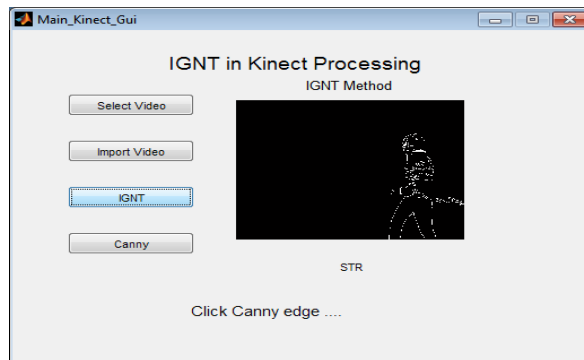 Main_Kinect_Gui
IGNT in Kinect Processing
IGNT Method
Select Video
Import Video
IGNT
Canny
STR
Click Canny edge ....